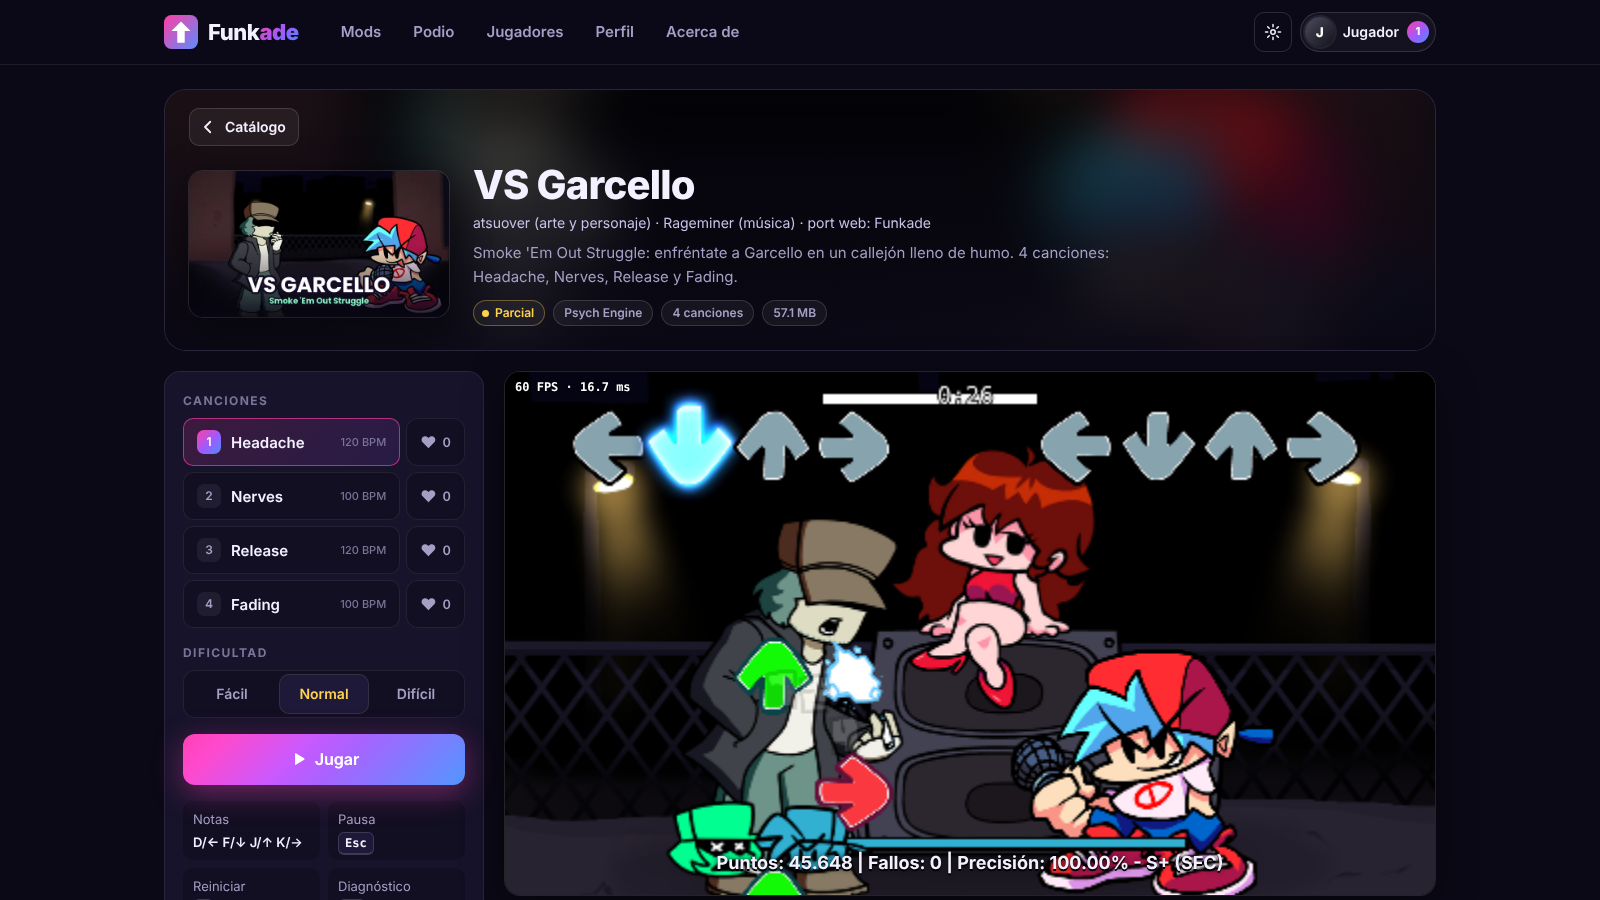 Funkade
Mods
Podio
Jugadores
Perfil
Acerca de
J
Jugador
1
Catálogo
VS GARCELLO
Smoke 'Em Out Struggle
VS Garcello
atsuover (arte y personaje) · Rageminer (música) · port web: Funkade
Smoke 'Em Out Struggle: enfréntate a Garcello en un callejón lleno de humo. 4 canciones:
Headache, Nerves, Release y Fading.
Parcial
Psych Engine
4 canciones
57.1 MB
CANCIONES
1 Headache 120 BPM 0
2 Nerves 100 BPM 0
3 Release 120 BPM 0
4 Fading 100 BPM 0
DIFICULTAD
Fácil
Normal
Difícil
Jugar
Notas
D/← F/↓ J/↑ K/→
Pausa
Esc
Reiniciar
Diagnóstico
60 FPS · 16.7 ms
0:26
Puntos: 45.648 | Fallos: 0 | Precisión: 100.00% - S+ (SEC)